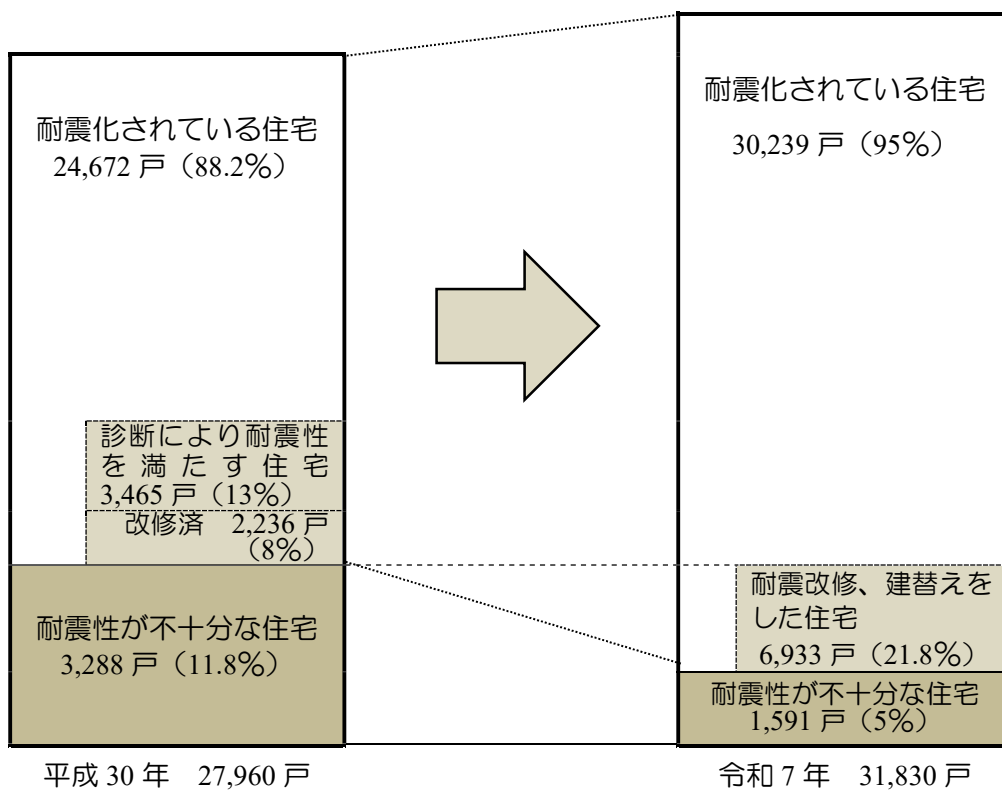 耐震化されている住宅
24,672 戸（88.2%）
診断により耐震性
を満たす住宅
3,465 戸（13%）
改修済　2,236 戸
（8%）
耐震性が不十分な住宅
3,288 戸（11.8%）
平成 30 年　27,960 戸
耐震化されている住宅
30,239 戸（95%）
耐震改修、建替えを
した住宅
6,933 戸（21.8%）
耐震性が不十分な住宅
1,591 戸（5%）
令和 7 年　31,830 戸